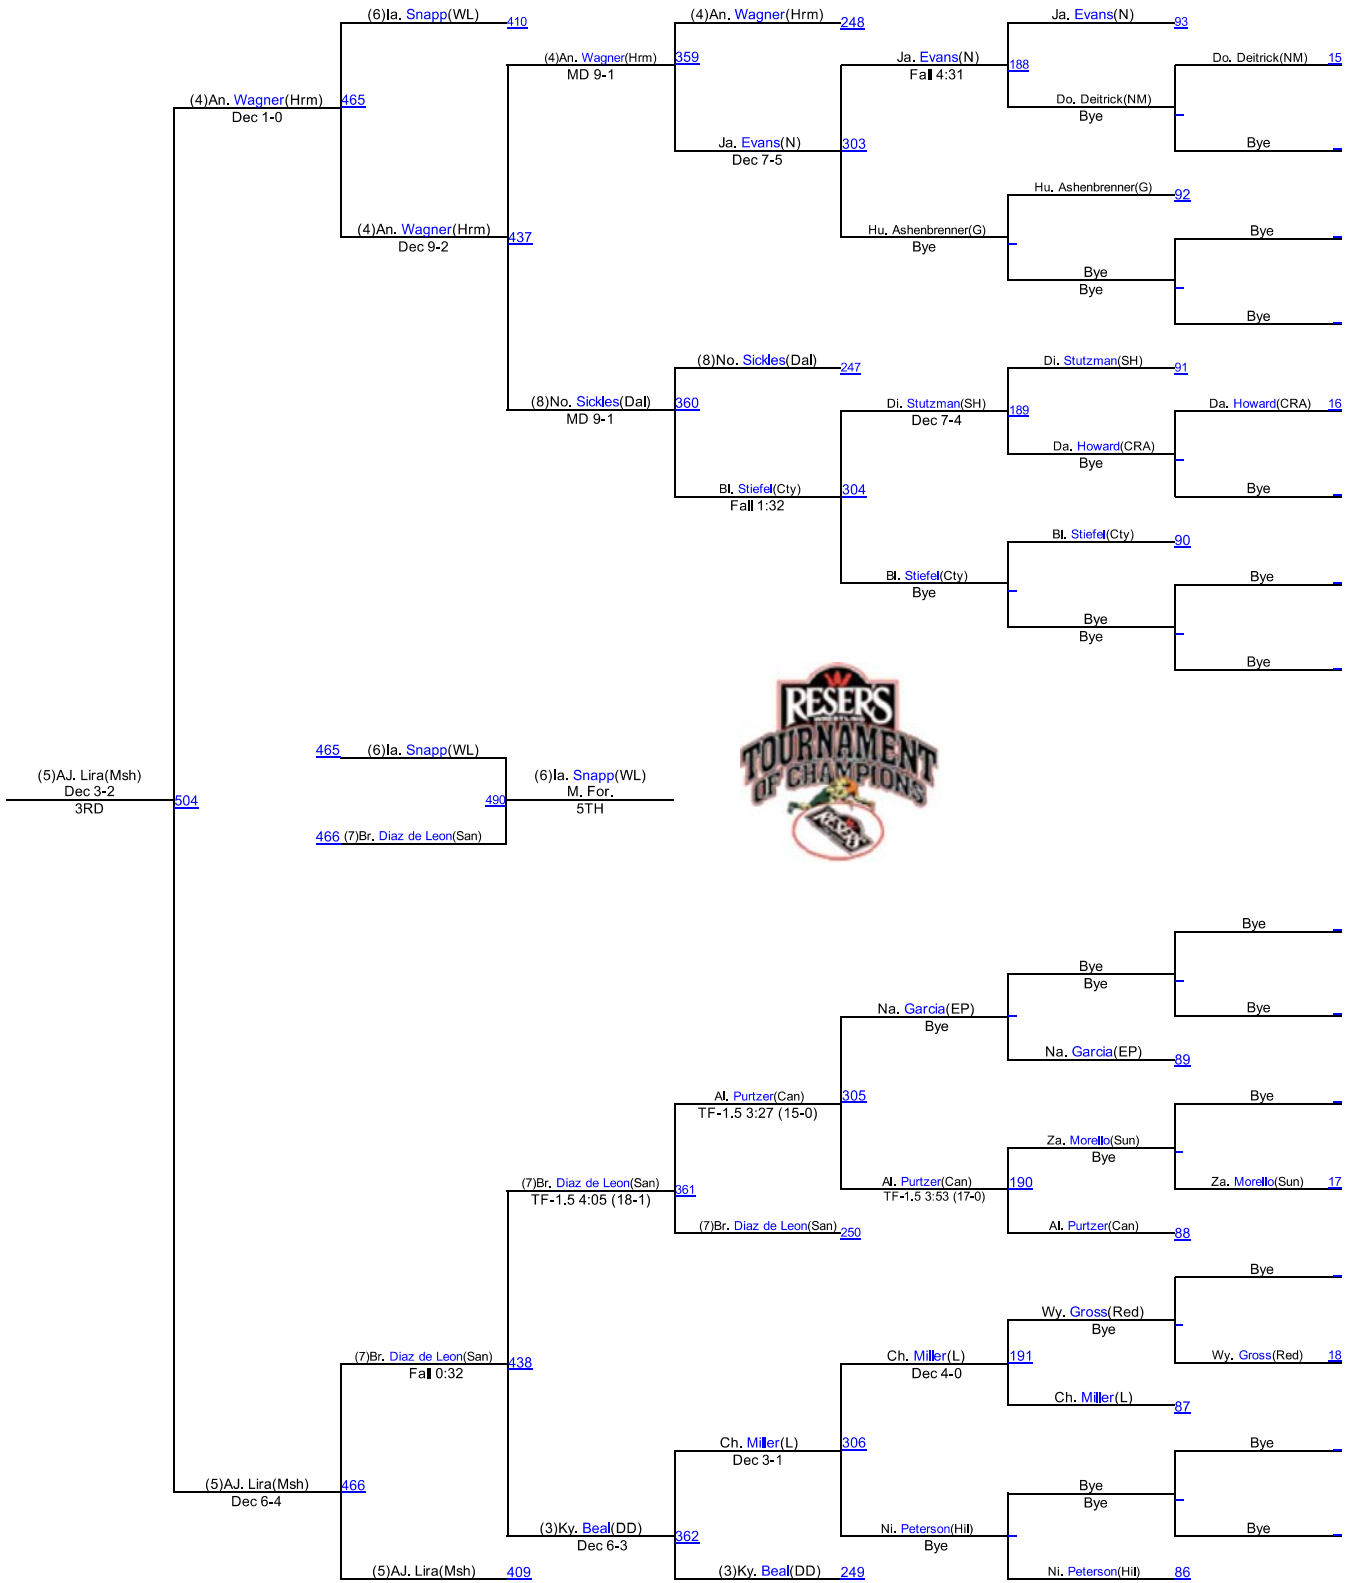 (6)Ia. Snapp(WL) 410
(4)An. Wagner(Hrm) 248
Ja. Evans(N) 93
(4)An. Wagner(Hrm) 359
MD 9-1
Ja. Evans(N) 188
Fall 4:31
Do. Deitrick(NM) 15
(4)An. Wagner(Hrm) 465
Dec 1-0
Do. Deitrick(NM)
Bye
Ja. Evans(N) 303
Dec 7-5
Bye
Hu. Ashenbrenner(G) 92
(4)An. Wagner(Hrm) 437
Dec 9-2
Hu. Ashenbrenner(G)
Bye
Bye
Bye
Bye
Bye
(8)No. Sickles(Dal) 247
Di. Stutzman(SH) 91
(8)No. Sickles(Dal) 360
MD 9-1
Di. Stutzman(SH) 189
Dec 7-4
Da. Howard(CRA) 16
Da. Howard(CRA)
Bye
Bl. Stiefel(Cty) 304
Fall 1:32
Bye
Bl. Stiefel(Cty) 90
Bl. Stiefel(Cty)
Bye
Bye
Bye
Bye
Bye
RESER'S
WRESTLING
TOURNAMENT
OF CHAMPIONS
RESER'S
465 (6)Ia. Snapp(WL)
(5)AJ. Lira(Msh)
Dec 3-2
3RD
504
490
(6)Ia. Snapp(WL)
M. For.
5TH
466 (7)Br. Diaz de Leon(San)
Bye
Bye
Bye
Na. Garcia(EP)
Bye
Bye
Na. Garcia(EP) 89
Al. Purtzer(Can) 305
TF-1.5 3:27 (15-0)
Bye
Za. Morello(Sun)
Bye
(7)Br. Diaz de Leon(San) 361
TF-1.5 4:05 (18-1)
Al. Purtzer(Can) 190
TF-1.5 3:53 (17-0)
Za. Morello(Sun) 17
(7)Br. Diaz de Leon(San) 250
Al. Purtzer(Can) 88
Bye
Wy. Gross(Red)
Bye
(7)Br. Diaz de Leon(San) 438
Fall 0:32
Ch. Miller(L) 191
Dec 4-0
Wy. Gross(Red) 18
Ch. Miller(L) 87
Ch. Miller(L) 306
Dec 3-1
Bye
(5)AJ. Lira(Msh) 466
Dec 6-4
Bye
Bye
(3)Ky. Beal(DD) 362
Dec 6-3
Ni. Peterson(Hil)
Bye
Bye
(5)AJ. Lira(Msh) 409
(3)Ky. Beal(DD) 249
Ni. Peterson(Hil) 86